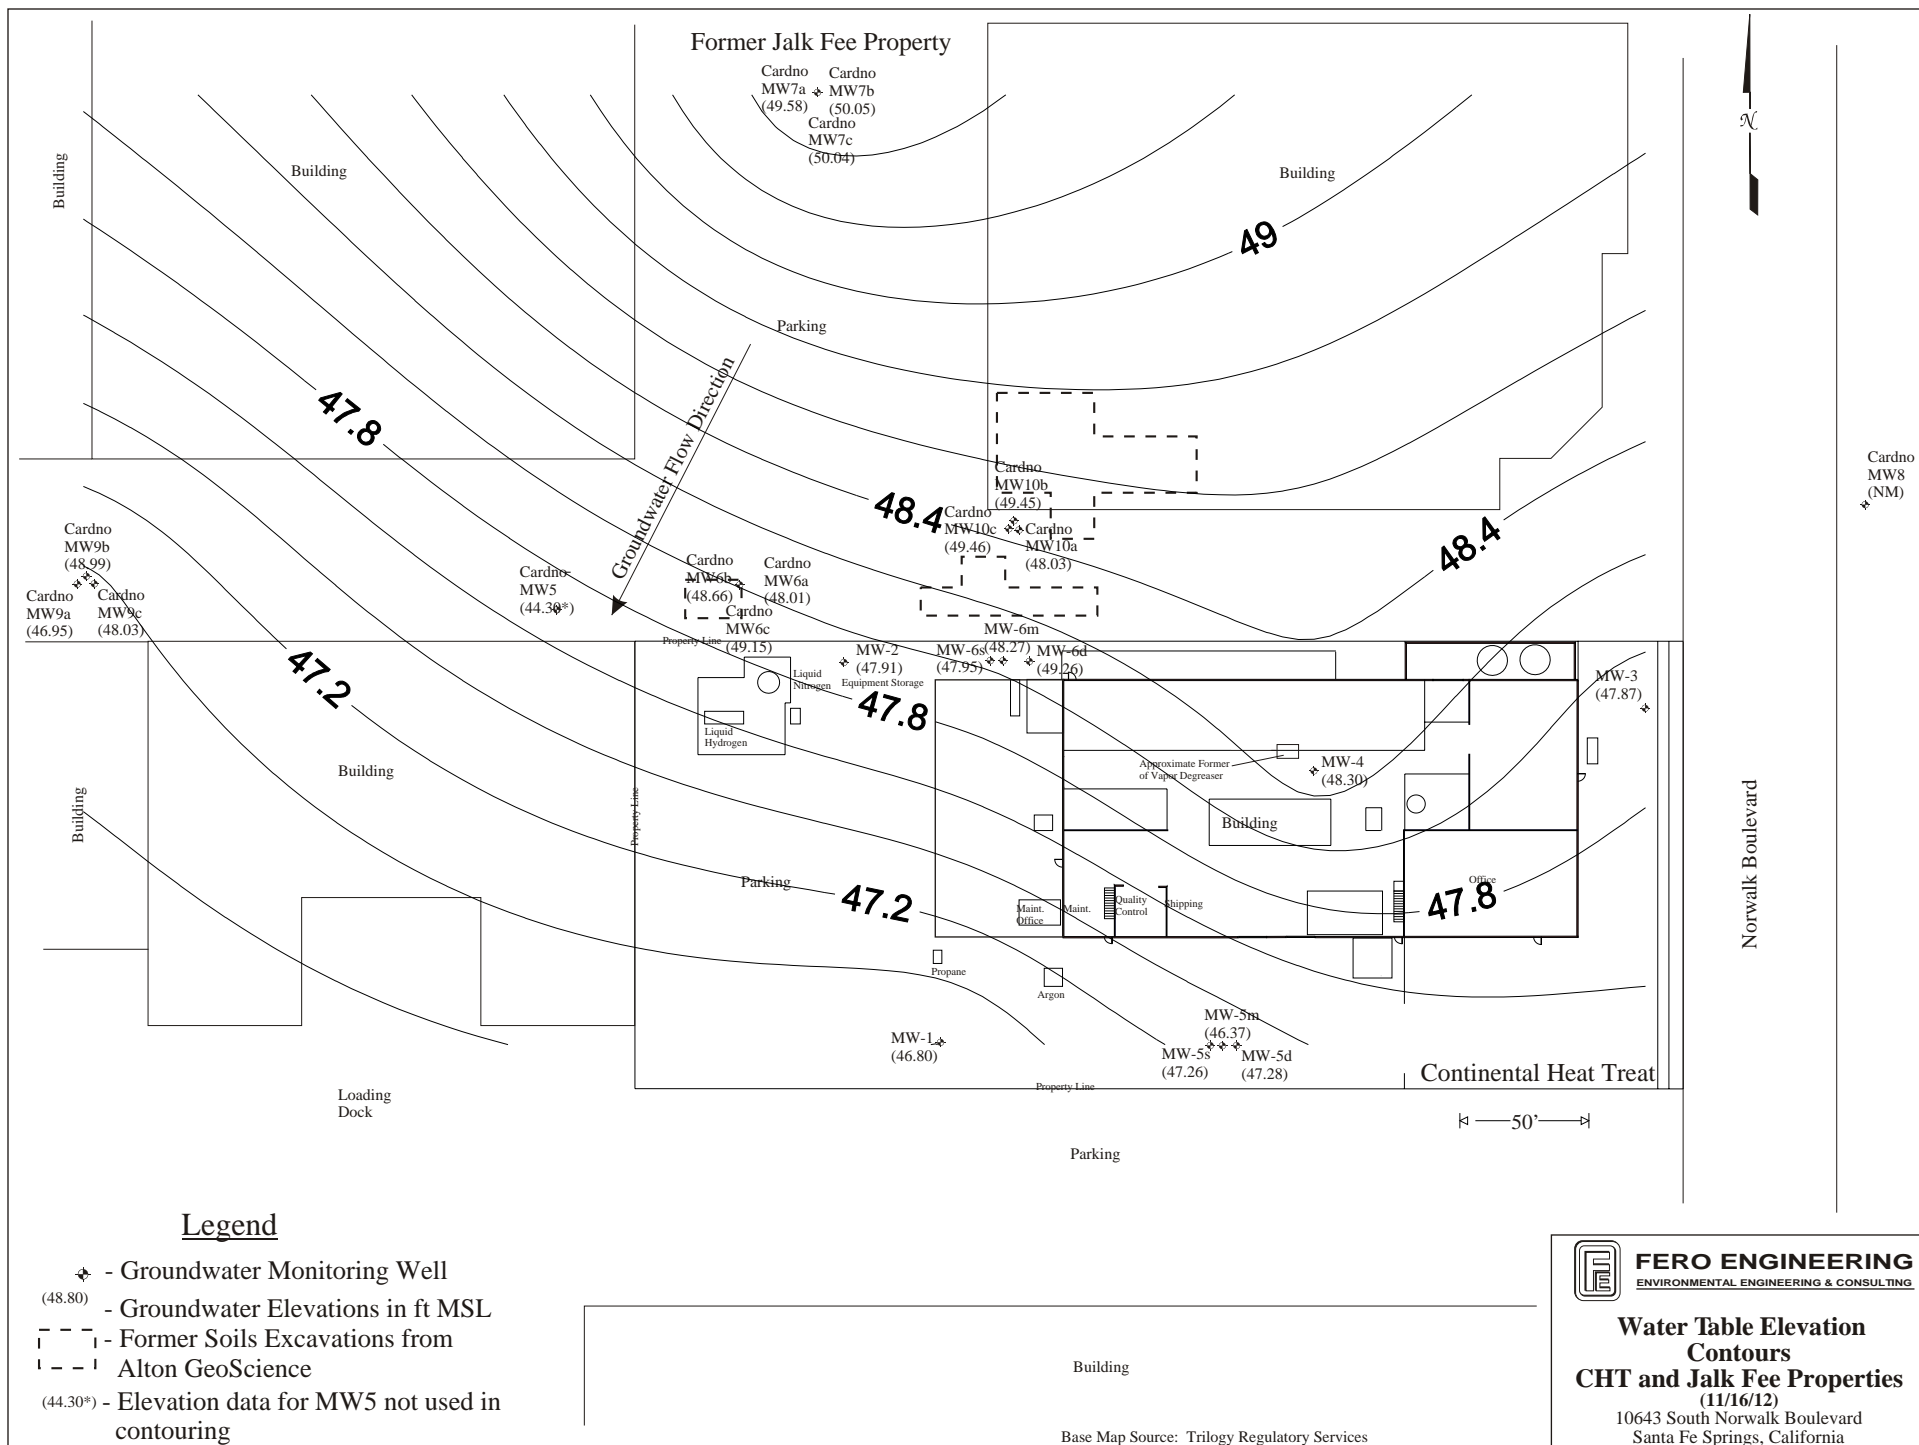 Former Jalk Fee Property
Cardno
MW7a
(49.58)
Cardno
MW7b
(50.05)
Cardno
MW7c
(50.04)
N
Building
Building
Building
49
Parking
Groundwater Flow Direction
47.8
48.4
48.4
Cardno
MW10b
(49.45)
Cardno
MW10c
(49.46)
Cardno
MW10a
(48.03)
Cardno
MW8
(NM)
Cardno
MW9b
(48.99)
Cardno
MW9a
(46.95)
Cardno
MW9c
(48.03)
Cardno
MW5
(44.30*)
Cardno
MW6b
(48.66)
Cardno
MW6a
(48.01)
Cardno
MW6c
(49.15)
Property Line
MW-2
(47.91)
Equipment Storage
MW-6s
(47.95)
MW-6m
(48.27)
MW-6d
(49.26)
MW-3
(47.87)
Liquid
Nitrogen
Liquid
Hydrogen
47.2
47.8
Approximate Former
of Vapor Degreaser
MW-4
(48.30)
Building
Building
Property Line
Building
Parking
47.2
Maint.
Office
Maint.
Quality
Control
Shipping
Office
47.8
Norwalk Boulevard
Propane
Argon
MW-1
(46.80)
MW-5m
(46.37)
MW-5s
(47.26)
MW-5d
(47.28)
Continental Heat Treat
Property Line
50'
Loading
Dock
Parking
Legend
- Groundwater Monitoring Well
(48.80) - Groundwater Elevations in ft MSL
- Former Soils Excavations from
Alton GeoScience
(44.30*) - Elevation data for MW5 not used in
contouring
Building
Base Map Source: Trilogy Regulatory Services
FE
FERO ENGINEERING
ENVIRONMENTAL ENGINEERING & CONSULTING
Water Table Elevation
Contours
CHT and Jalk Fee Properties
(11/16/12)
10643 South Norwalk Boulevard
Santa Fe Springs, California